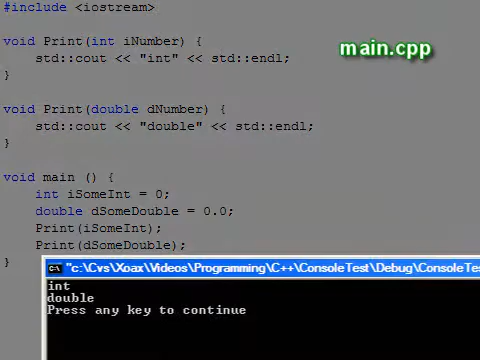 #include <iostream>
main.cpp
void Print(int iNumber) {
std::cout << "int" << std::endl;
}
void Print(double dNumber) {
std::cout << "double" << std::endl;
}
void main () {
int iSomeInt = 0;
double dSomeDouble = 0.0;
Print(iSomeInt);
Print(dSomeDouble);
}
"c:\Cvs\Xoax\Videos\Programming\C++\ConsoleTest\Debug\ConsoleTes
int
double
Press any key to continue